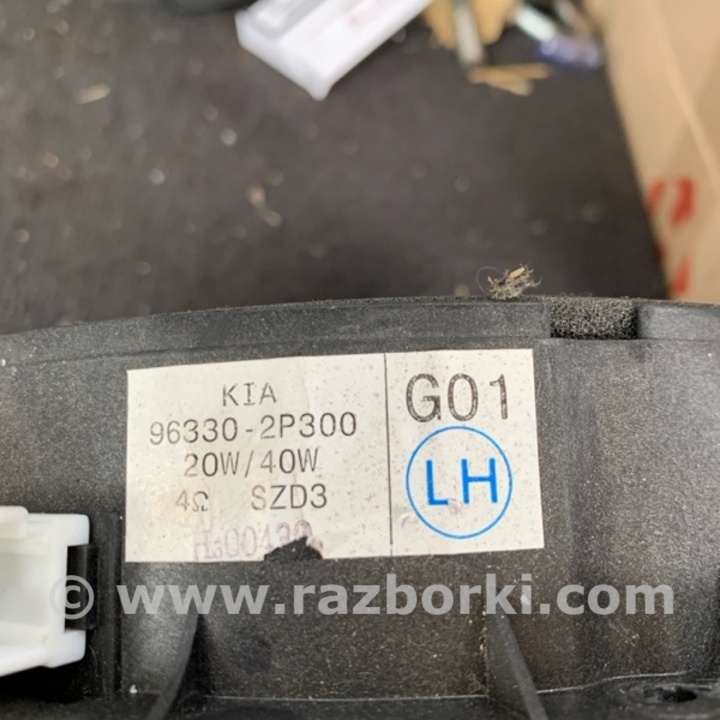 KIA
96330-2P300
20W/40W
4Ω SZD3
G01
LH
© www.razborki.com